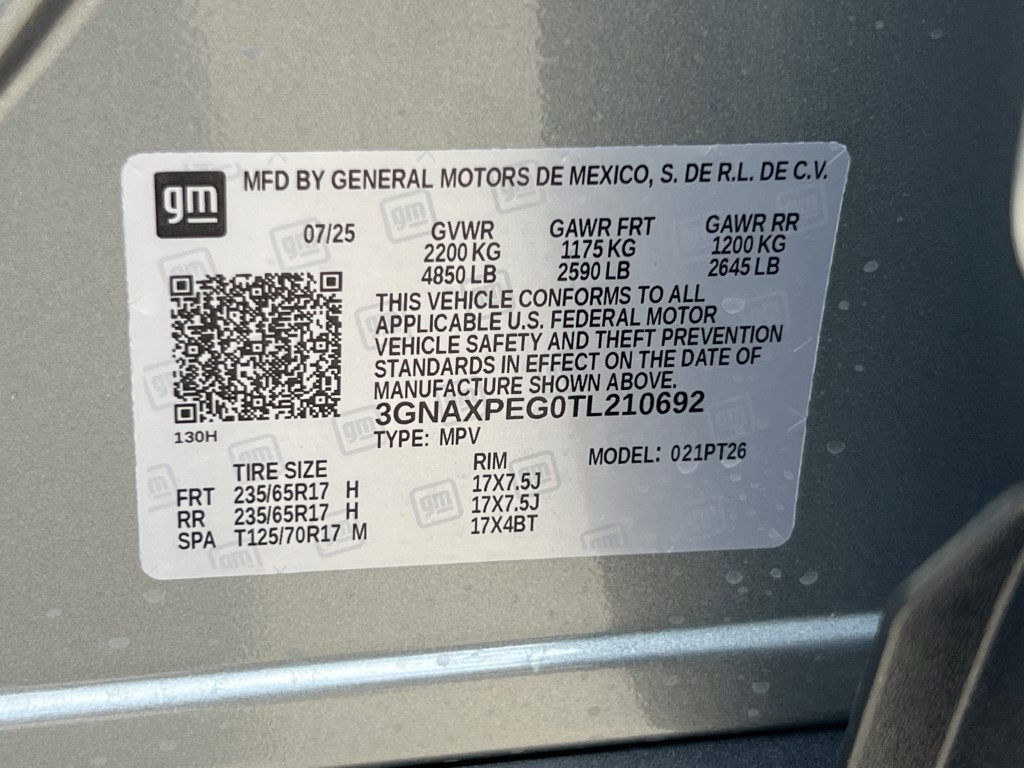 gm MFD BY GENERAL MOTORS DE MEXICO, S. DE R.L. DE C.V.
07/25 GVWR GAWR FRT GAWR RR
2200 KG 1175 KG 1200 KG
4850 LB 2590 LB 2645 LB
THIS VEHICLE CONFORMS TO ALL
APPLICABLE U.S. FEDERAL MOTOR
VEHICLE SAFETY AND THEFT PREVENTION
STANDARDS IN EFFECT ON THE DATE OF
MANUFACTURE SHOWN ABOVE.
3GNAXPEG0TL210692
130H
TYPE: MPV MODEL: 021PT26
TIRE SIZE RIM
FRT 235/65R17 H 17X7.5J
RR 235/65R17 H 17X7.5J
SPA T125/70R17 M 17X4BT